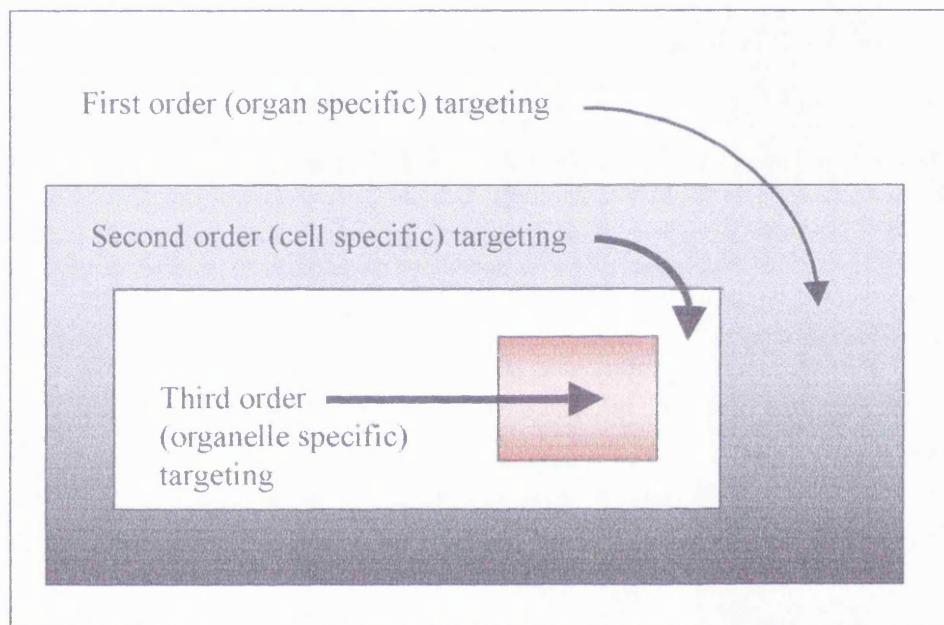 First order (organ specific) targeting
Second order (cell specific) targeting
Third order
(organelle specific)
targeting